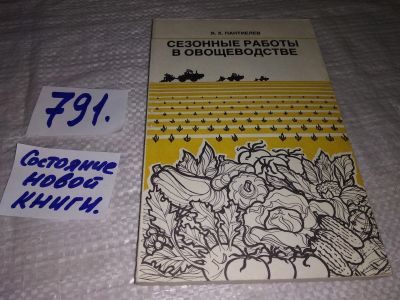 Я. Х. ПАНТИЕЛЕВ
СЕЗОННЫЕ РАБОТЫ
В ОВОЩЕВОДСТВЕ
791.
Состояние
новой
книги.